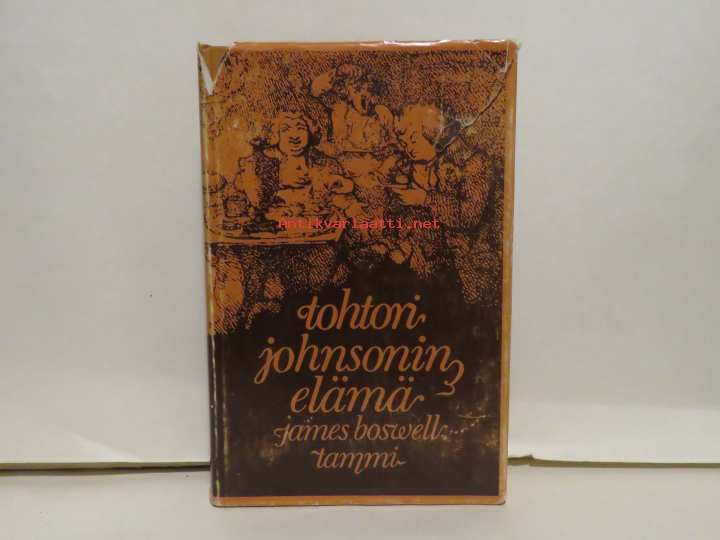 Antikvariaatti.net
tohtori
johnsonin
elämä
james boswell
tammi